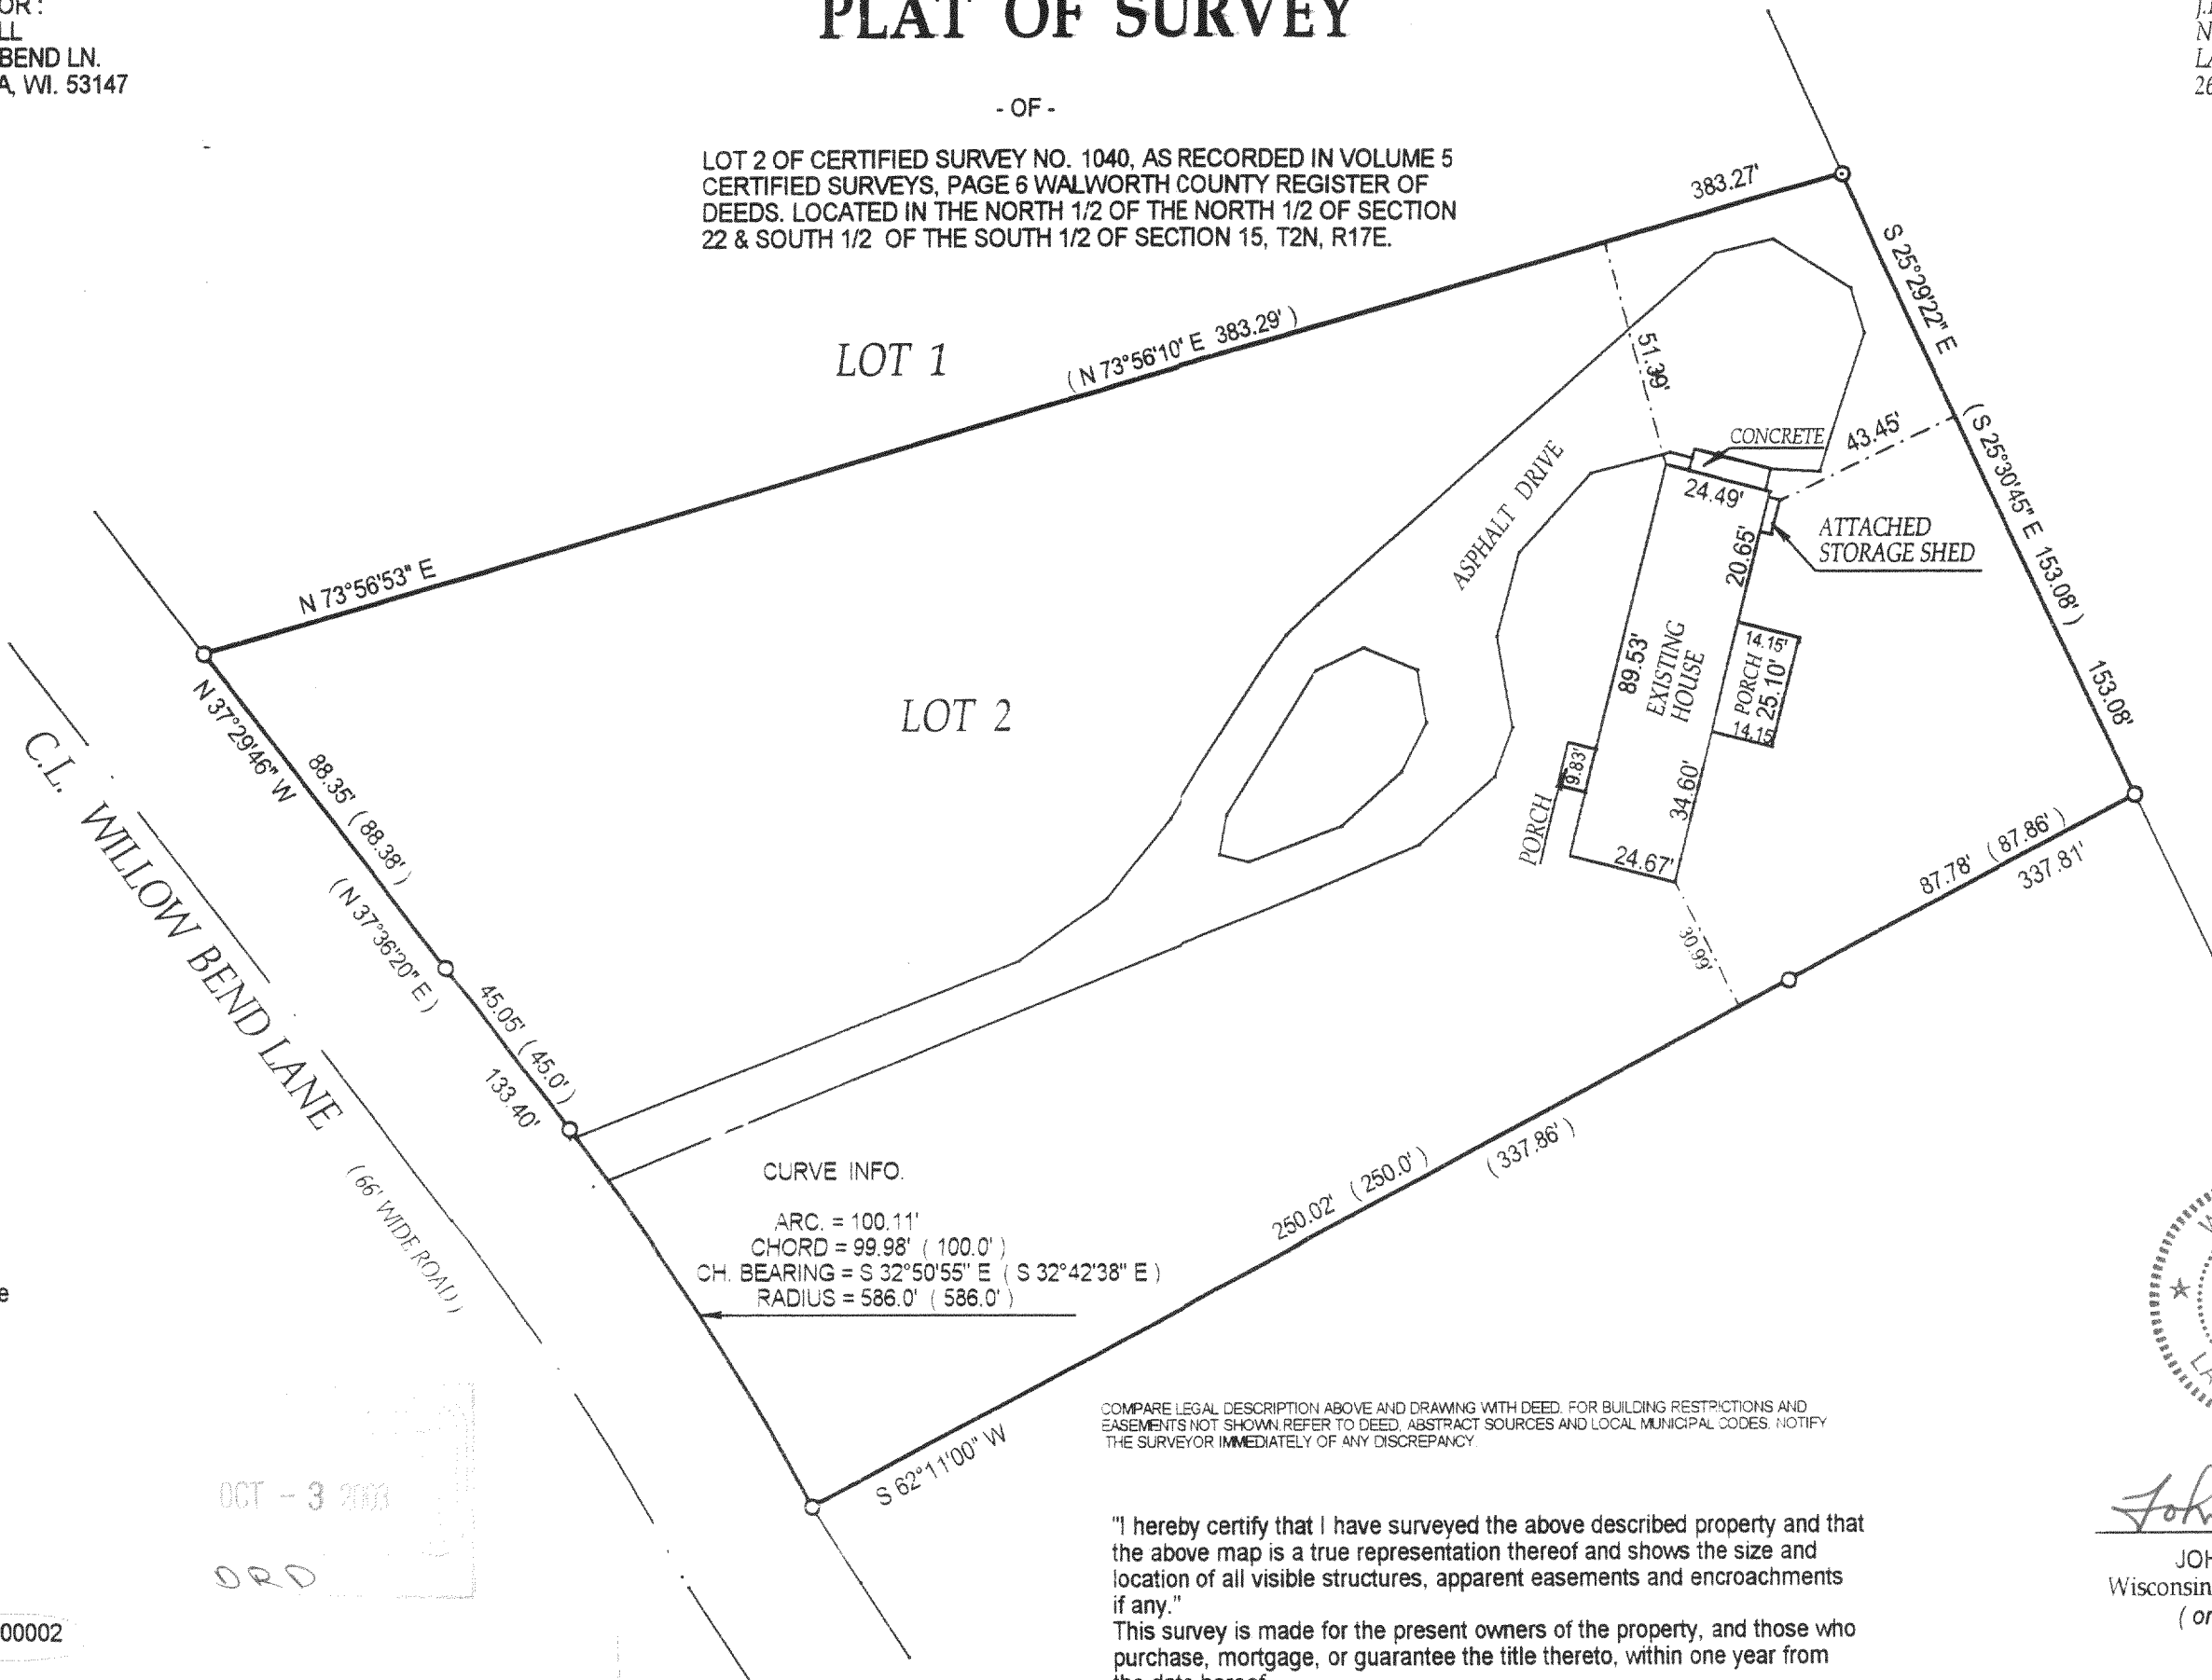 OR:
LL
BEND LN.
A, WI. 53147
PLAT OF SURVEY
- OF -
LOT 2 OF CERTIFIED SURVEY NO. 1040, AS RECORDED IN VOLUME 5
CERTIFIED SURVEYS, PAGE 6 WALWORTH COUNTY REGISTER OF
DEEDS. LOCATED IN THE NORTH 1/2 OF THE NORTH 1/2 OF SECTION
22 & SOUTH 1/2 OF THE SOUTH 1/2 OF SECTION 15, T2N, R17E.
383.27'
S 25°29'22" E
( N 73°56'10' E 383.29' )
LOT 1
51.39'
CONCRETE
43.45'
( S 25°30'45" E 153.08' )
ASPHALT DRIVE
24.49'
ATTACHED
STORAGE SHED
20.65'
N 73°56'53" E
89.53'
EXISTING
HOUSE
14.15'
PORCH
25.10'
14.15
153.08'
LOT 2
N 37°29'46" W
88.35' ( 88.38' )
( N 37°36'20" E )
C.L. WILLOW BEND LANE
( 66' WIDE ROAD )
9.83'
PORCH
34.60'
24.67'
30.99'
87.78' ( 87.86' )
337.81'
45.05' ( 45.0' )
133.40'
250.02' ( 250.0' )
( 337.86' )
CURVE INFO.
ARC. = 100.11'
CHORD = 99.98' ( 100.0' )
CH. BEARING = S 32°50'55" E ( S 32°42'38" E )
RADIUS = 586.0' ( 586.0' )
e
S 62°11'00" W
COMPARE LEGAL DESCRIPTION ABOVE AND DRAWING WITH DEED. FOR BUILDING RESTRICTIONS AND
EASEMENTS NOT SHOWN REFER TO DEED, ABSTRACT SOURCES AND LOCAL MUNICIPAL CODES. NOTIFY
THE SURVEYOR IMMEDIATELY OF ANY DISCREPANCY.
OCT - 3 2003
DRD
00002
"I hereby certify that I have surveyed the above described property and that
the above map is a true representation thereof and shows the size and
location of all visible structures, apparent easements and encroachments
if any."
This survey is made for the present owners of the property, and those who
purchase, mortgage, or guarantee the title thereto, within one year from
John
JOH
Wisconsin
( or